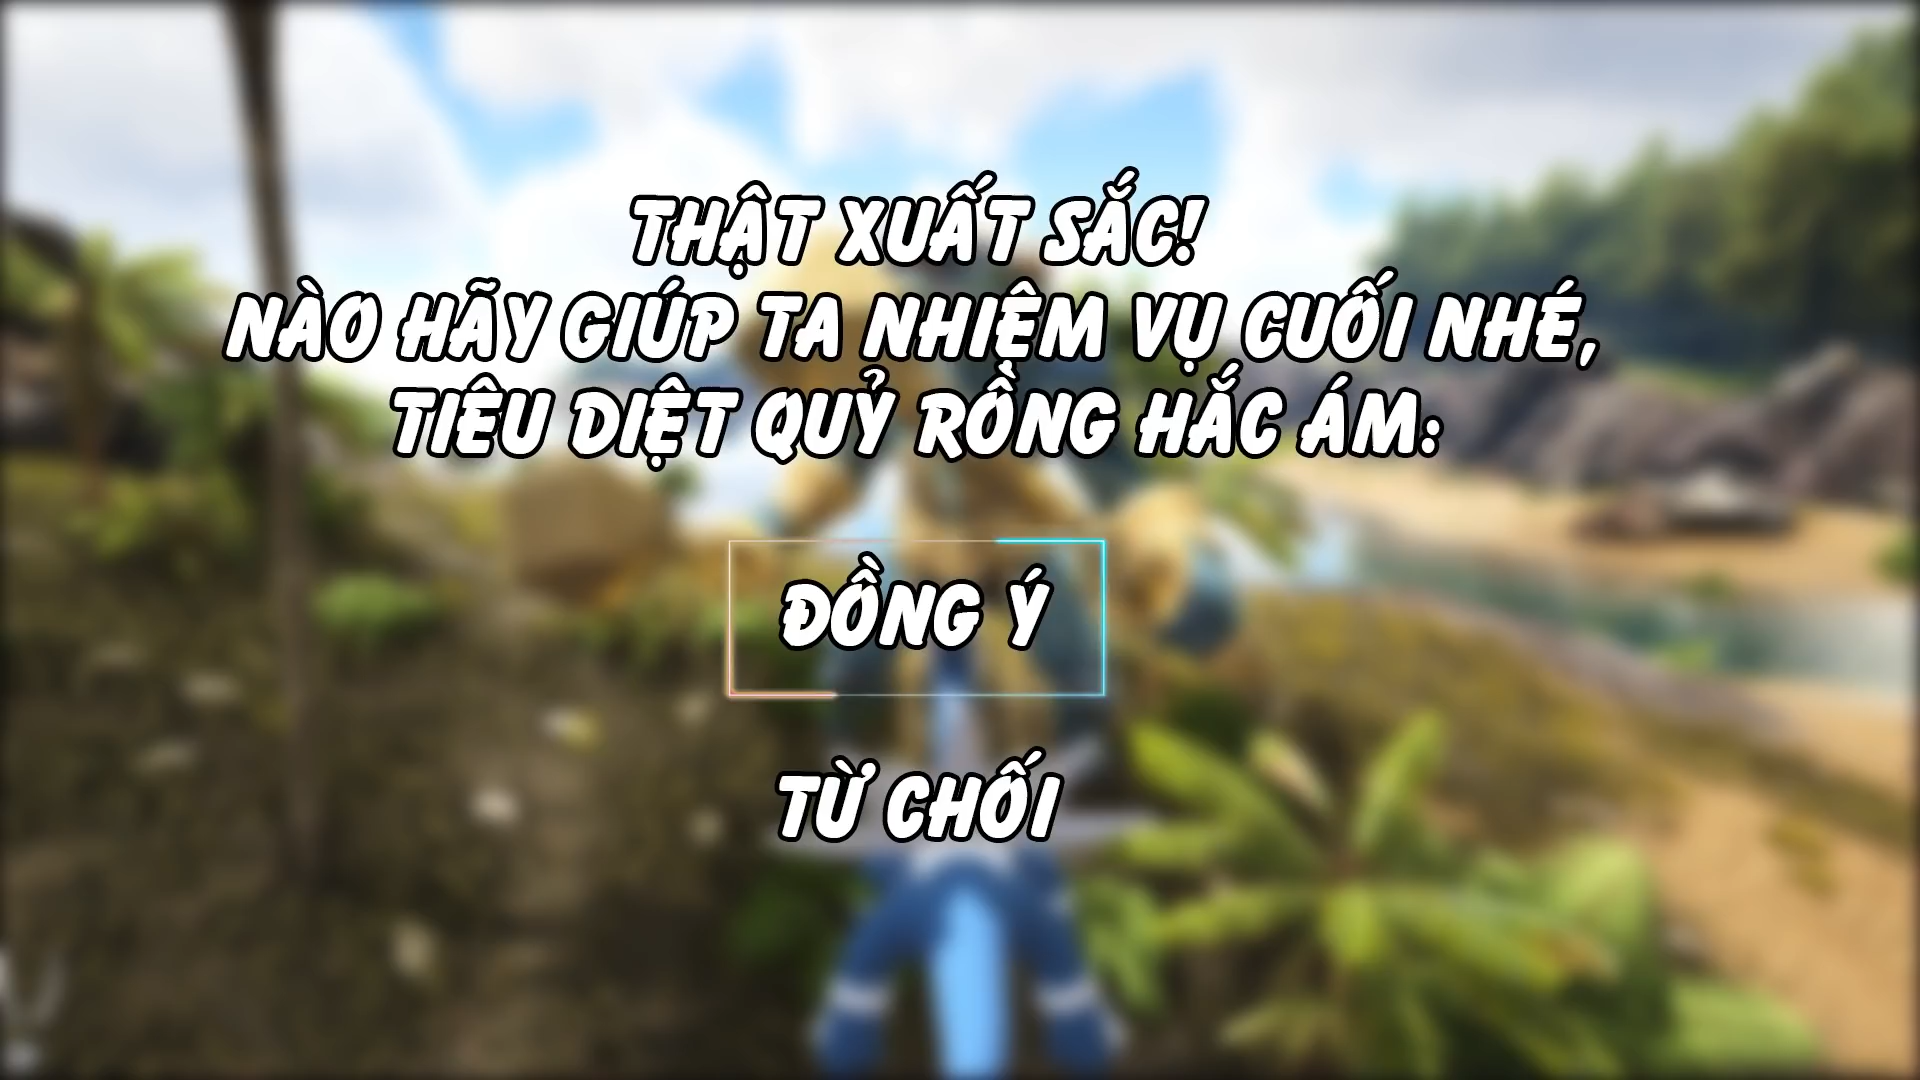 THẬT XUẤT SẮC!
NÀO HÃY GIÚP TA NHIỆM VỤ CUỐI NHÉ,
TIÊU DIỆT QUỶ RỒNG HẮC ÁM:
ĐỒNG Ý
TỪ CHỐI